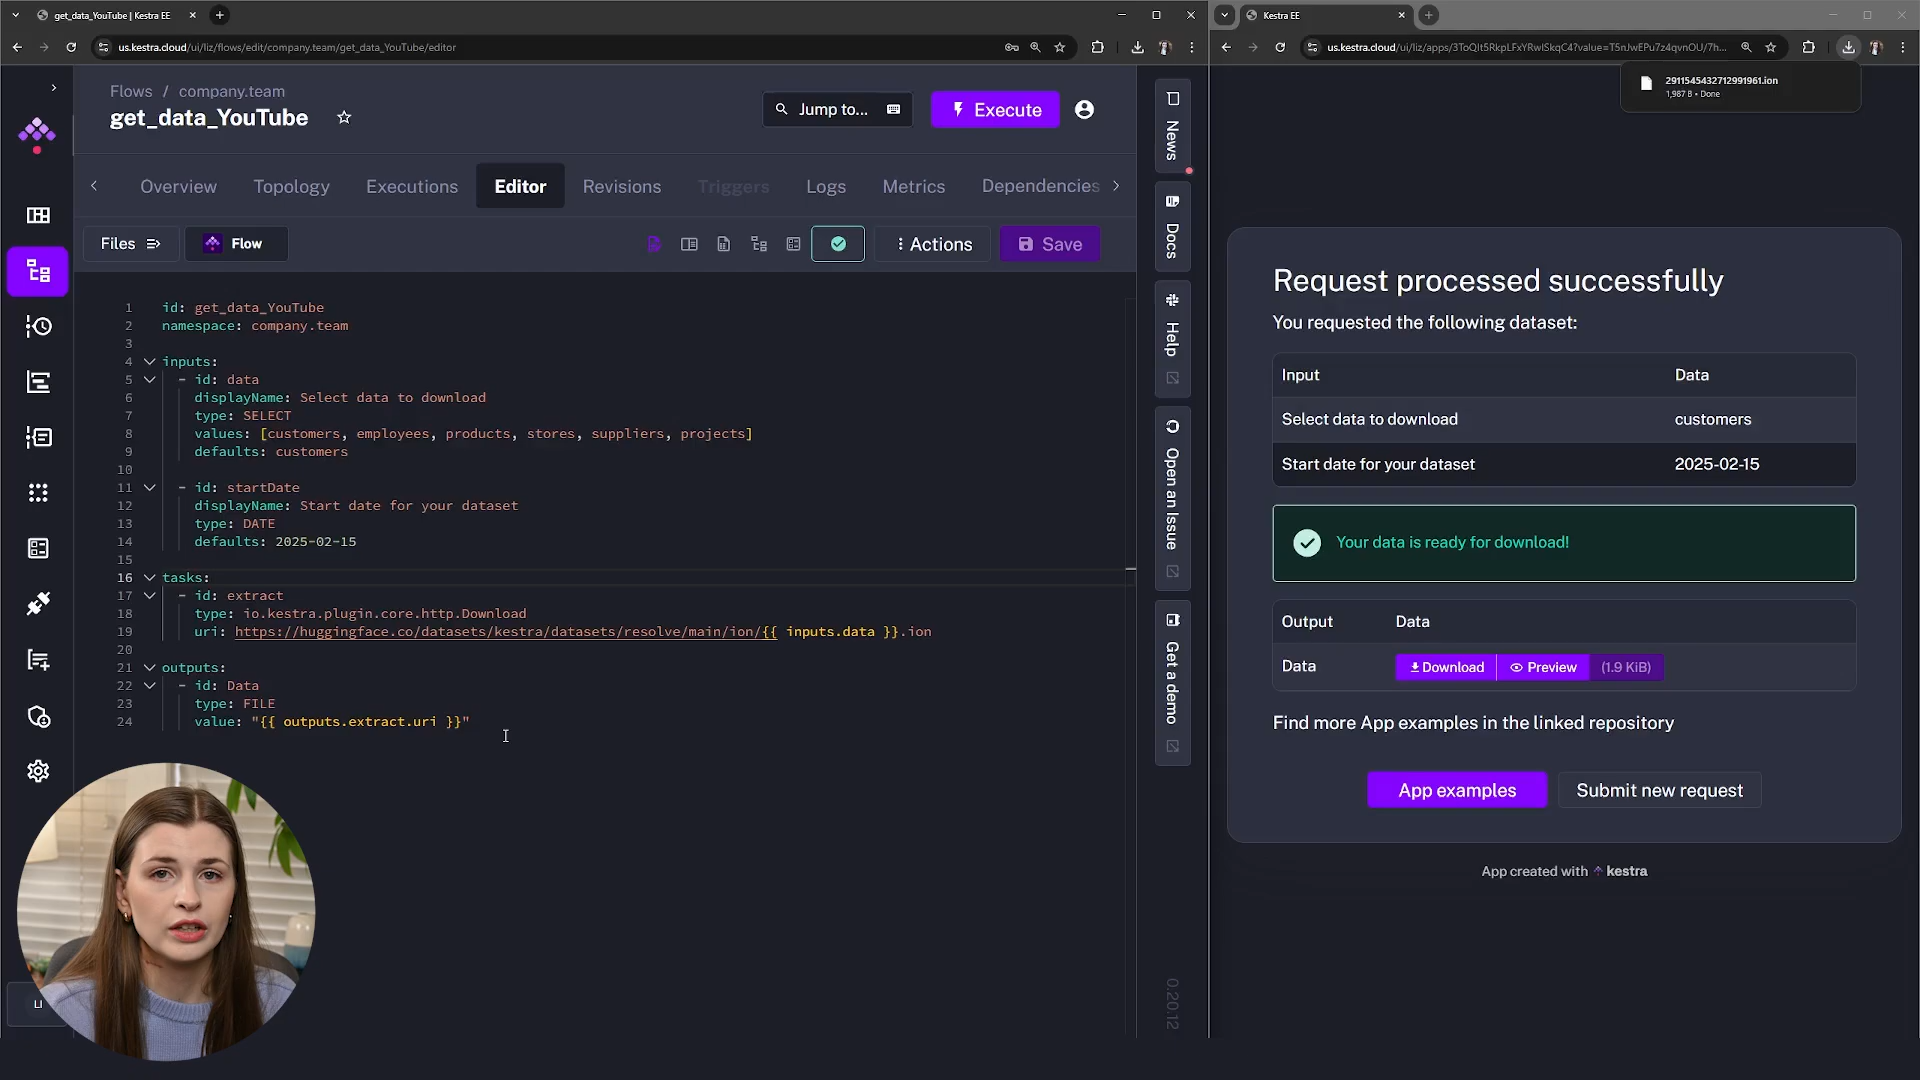 get_data_YouTube | Kestra EE
us.kestra.cloud/ui/liz/flows/edit/company.team/get_data_YouTube/editor
Flows / company.team
get_data_YouTube
Jump to...
Execute
Overview
Topology
Executions
Editor
Revisions
Triggers
Logs
Metrics
Dependencies
Files
Flow
Actions
Save
1 id: get_data_YouTube
2 namespace: company.team
3
4 inputs:
5 - id: data
6 displayName: Select data to download
7 type: SELECT
8 values: [customers, employees, products, stores, suppliers, projects]
9 defaults: customers
10
11 - id: startDate
12 displayName: Start date for your dataset
13 type: DATE
14 defaults: 2025-02-15
15
16 tasks:
17 - id: extract
18 type: io.kestra.plugin.core.http.Download
19 uri: https://huggingface.co/datasets/kestra/datasets/resolve/main/ion/{{ inputs.data }}.ion
20
21 outputs:
22 - id: Data
23 type: FILE
24 value: "{{ outputs.extract.uri }}"
LI
News
Docs
Help
Open an Issue
Get a demo
0.20.12
Kestra EE
2911545432712991961.ion
1,987 B • Done
Request processed successfully
You requested the following dataset:
Input Data
Select data to download customers
Start date for your dataset 2025-02-15
Your data is ready for download!
Output Data
Data Download Preview (1.9 KiB)
Find more App examples in the linked repository
App examples
Submit new request
App created with kestra